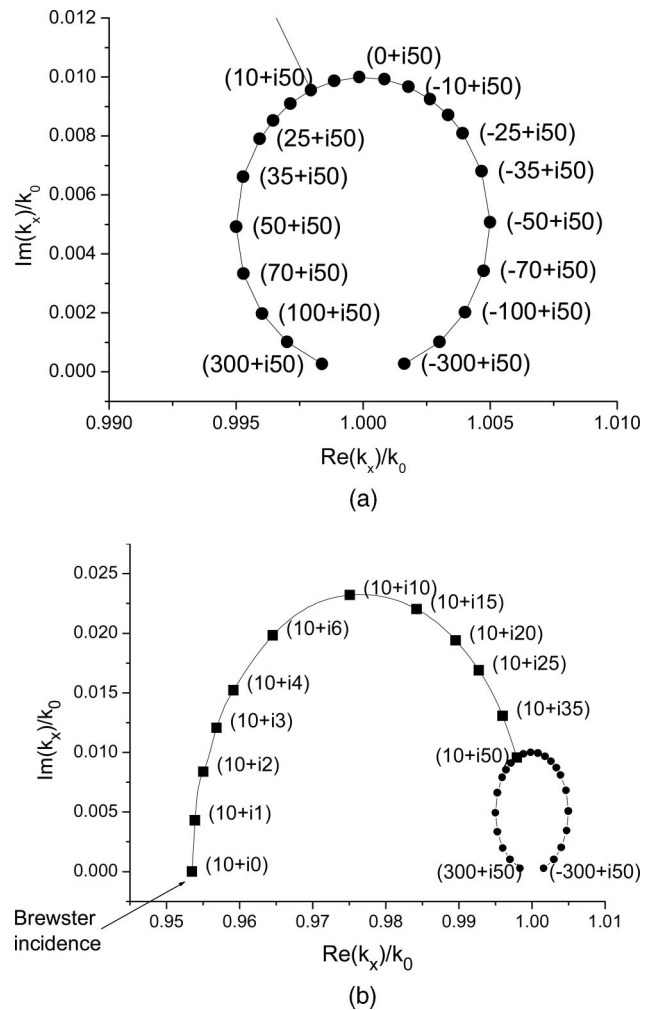 0.012
0.010
0.008
0.006
0.004
0.002
0.000
Im(kₓ)/k₀
(0+i50)
(10+i50)
(-10+i50)
(25+i50)
(-25+i50)
(35+i50)
(-35+i50)
(50+i50)
(-50+i50)
(70+i50)
(-70+i50)
(100+i50)
(-100+i50)
(300+i50)
(-300+i50)
0.990 0.995 1.000 1.005 1.010
Re(kₓ)/k₀
(a)
0.025
0.020
0.015
0.010
0.005
0.000
Im(kₓ)/k₀
(10+i10)
(10+i15)
(10+i6)
(10+i20)
(10+i25)
(10+i4)
(10+i35)
(10+i3)
(10+i50)
(10+i2)
(10+i1)
(10+i0)
(300+i50)
(-300+i50)
Brewster
incidence
0.95 0.96 0.97 0.98 0.99 1.00 1.01
Re(kₓ)/k₀
(b)